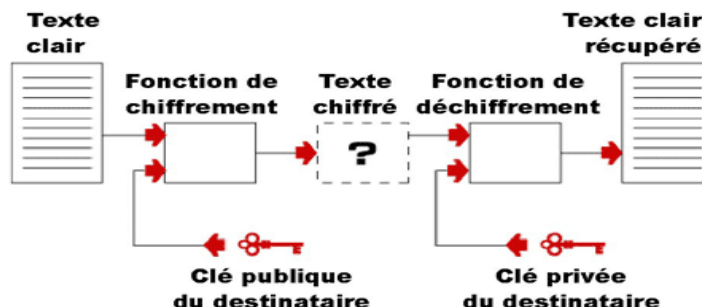 Texte
clair
Fonction de
chiffrement
Texte
chiffré
?
Fonction de
déchiffrement
Texte clair
récupéré
Clé publique
du destinataire
Clé privée
du destinataire